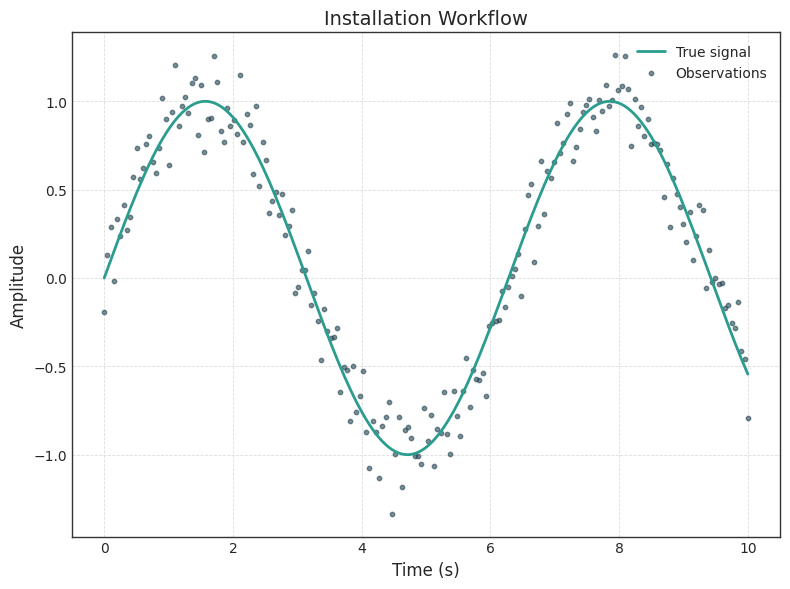 Installation Workflow
True signal
Observations
Amplitude
1.0
0.5
0.0
−0.5
−1.0
0 2 4 6 8 10
Time (s)